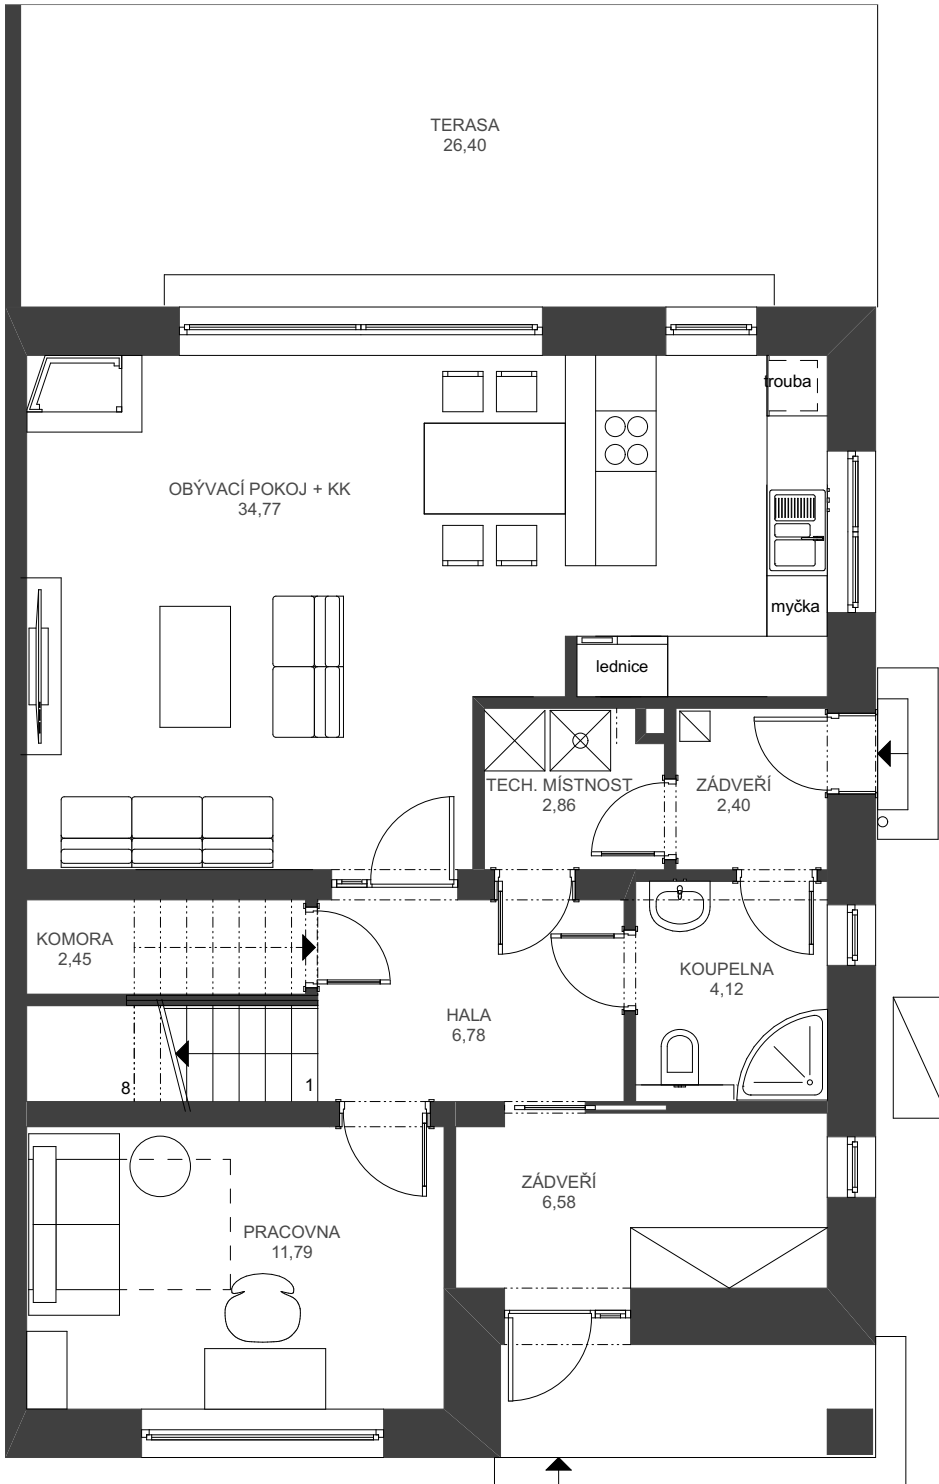 TERASA
26,40
trouba
OBÝVACÍ POKOJ + KK
34,77
myčka
lednice
TECH. MÍSTNOST
2,86
ZÁDVEŘÍ
2,40
KOMORA
2,45
KOUPELNA
4,12
HALA
6,78
8
1
ZÁDVEŘÍ
6,58
PRACOVNA
11,79